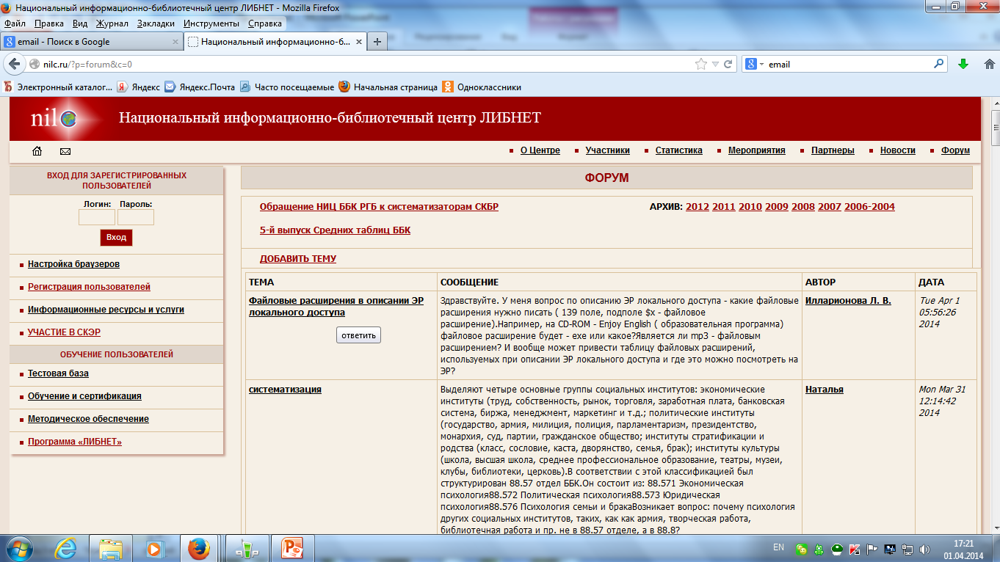 Национальный информационно-библиотечный центр ЛИБНЕТ - Mozilla Firefox
Файл Правка Вид Журнал Закладки Инструменты Справка
email - Поиск в Google
Национальный информационно-б...
nilc.ru/?p=forum&c=0
email
Электронный каталог... Яндекс Яндекс.Почта Часто посещаемые Начальная страница Одноклассники
Национальный информационно-библиотечный центр ЛИБНЕТ
О Центре Участники Статистика Мероприятия Партнеры Новости Форум
ВХОД ДЛЯ ЗАРЕГИСТРИРОВАННЫХ
ПОЛЬЗОВАТЕЛЕЙ
Логин: Пароль:
Вход
Настройка браузеров
Регистрация пользователей
Информационные ресурсы и услуги
УЧАСТИЕ В СКЭР
ОБУЧЕНИЕ ПОЛЬЗОВАТЕЛЕЙ
Тестовая база
Обучение и сертификация
Методическое обеспечение
Программа «ЛИБНЕТ»
ФОРУМ
Обращение НИЦ ББК РГБ к систематизаторам СКБР
АРХИВ: 2012 2011 2010 2009 2008 2007 2006-2004
5-й выпуск Средних таблиц ББК
ДОБАВИТЬ ТЕМУ
ТЕМА СООБЩЕНИЕ АВТОР ДАТА
Файловые расширения в описании ЭР
локального доступа
ответить
Здравствуйте. У меня вопрос по описанию ЭР локального доступа - какие файловые
расширения нужно писать ( 139 поле, подполе $x - файловое
расширение).Например, на CD-ROM - Enjoy English ( образовательная программа)
файловое расширение будет - exe или какое?Является ли mp3 - файловым
расширением? И вообще может привести таблицу файловых расширений,
используемых при описании ЭР локального доступа и где это можно посмотреть на
ЭР?
Илларионова Л. В.
Tue Apr 1
05:56:26
2014
систематизация
Выделяют четыре основные группы социальных институтов: экономические
институты (труд, собственность, рынок, торговля, заработная плата, банковская
система, биржа, менеджмент, маркетинг и т.д.; политические институты
(государство, армия, милиция, полиция, парламентаризм, президентство,
монархия, суд, партии, гражданское общество; институты стратификации и
родства (класс, сословие, каста, дворянство, семья, брак); институты культуры
(школа, высшая школа, среднее профессиональное образование, театры, музеи,
клубы, библиотеки, церковь).В соответствии с этой классификацией был
структурирован 88.57 отдел ББК.Он состоит из: 88.571 Экономическая
психология88.572 Политическая психология88.573 Юридическая
психология88.576 Психология семьи и бракаВозникает вопрос: почему психология
других социальных институтов, таких, как как армия, творческая работа,
библиотечная работа и пр. не в 88.57 отделе, а в 88.8?
Наталья
Mon Mar 31
12:14:42
2014
EN
17:21
01.04.2014